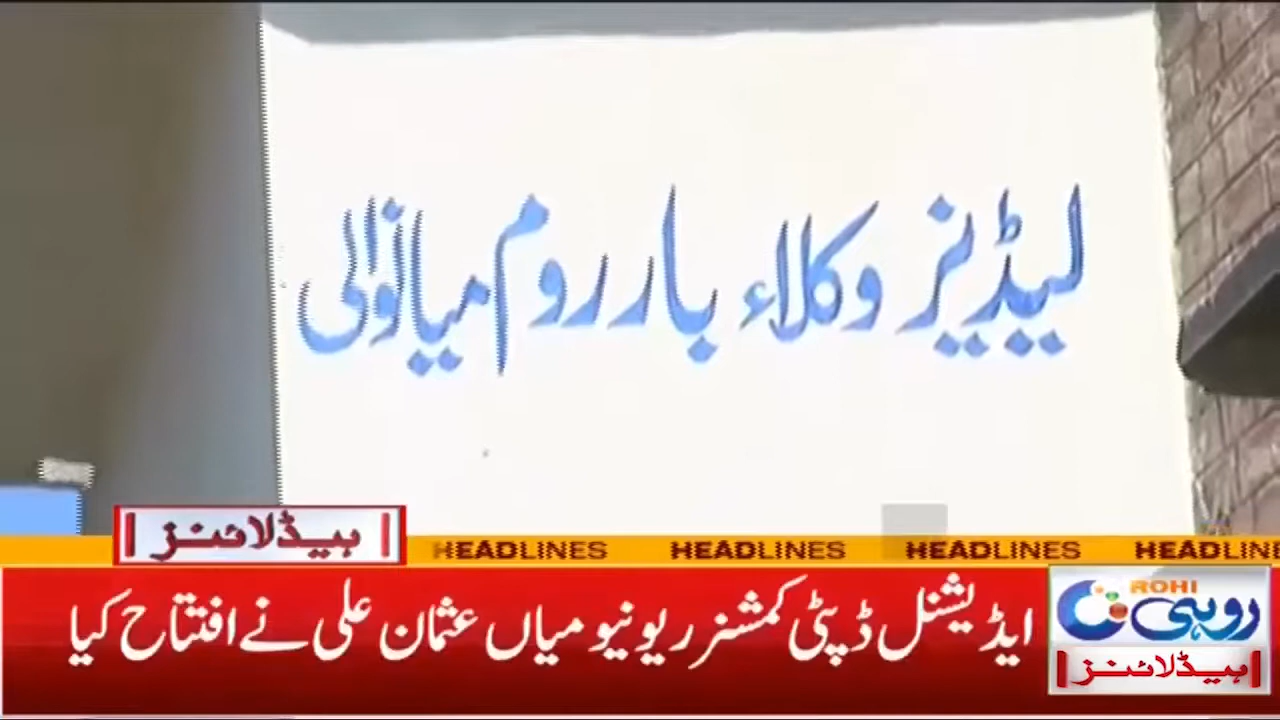 لیڈیز وکلاء بار روم میانوالی
ہیڈلائنز
HEADLINES HEADLINES HEADLINES HEADLIN
ایڈیشنل ڈپٹی کمشنر ریونیو میاں عثمان علی نے افتتاح کیا
ROHI
روہی
ہیڈلائنز